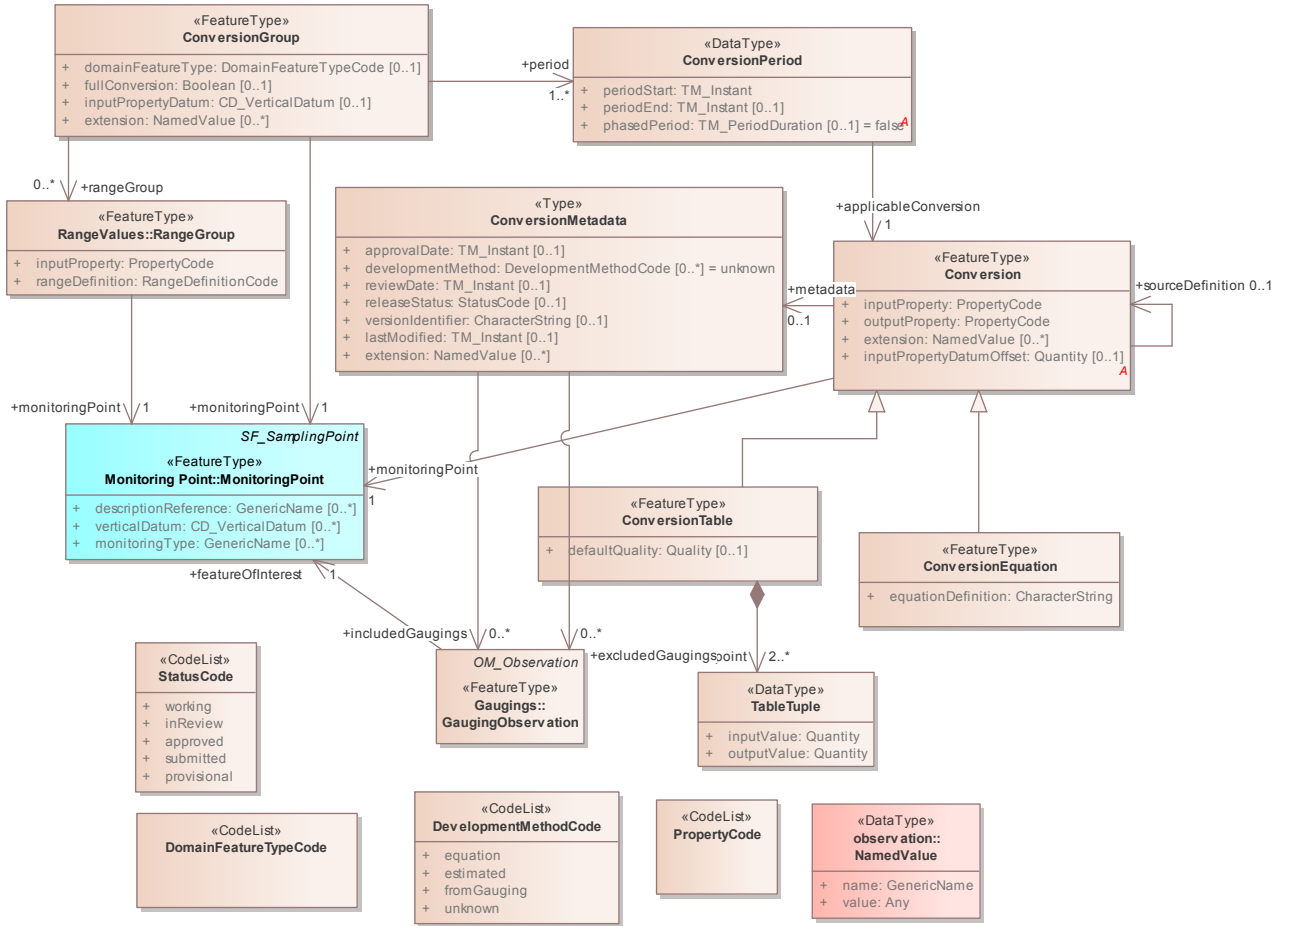 «FeatureType»
ConversionGroup
+ domainFeatureType: DomainFeatureTypeCode [0..1]
+ fullConversion: Boolean [0..1]
+ inputPropertyDatum: CD_VerticalDatum [0..1]
+ extension: NamedValue [0..*]
+period
1..*
«DataType»
ConversionPeriod
+ periodStart: TM_Instant
+ periodEnd: TM_Instant [0..1]
+ phasedPeriod: TM_PeriodDuration [0..1] = false
A
0..*
+rangeGroup
«FeatureType»
RangeValues::RangeGroup
+ inputProperty: PropertyCode
+ rangeDefinition: RangeDefinitionCode
«Type»
ConversionMetadata
+ approvalDate: TM_Instant [0..1]
+ developmentMethod: DevelopmentMethodCode [0..*] = unknown
+ reviewDate: TM_Instant [0..1]
+ releaseStatus: StatusCode [0..1]
+ versionIdentifier: CharacterString [0..1]
+ lastModified: TM_Instant [0..1]
+ extension: NamedValue [0..*]
+applicableConversion
1
«FeatureType»
Conversion
+ inputProperty: PropertyCode
+ outputProperty: PropertyCode
+ extension: NamedValue [0..*]
+ inputPropertyDatumOffset: Quantity [0..1]
A
+metadata
0..1
+sourceDefinition 0..1
+monitoringPoint 1
+monitoringPoint 1
SF_SamplingPoint
«FeatureType»
Monitoring Point::MonitoringPoint
+ descriptionReference: GenericName [0..*]
+ verticalDatum: CD_VerticalDatum [0..*]
+ monitoringType: GenericName [0..*]
+monitoringPoint
1
«FeatureType»
ConversionTable
+ defaultQuality: Quality [0..1]
«FeatureType»
ConversionEquation
+ equationDefinition: CharacterString
+featureOfInterest 1
+includedGaugings 0..*
0..*
+excludedGaugings
point 2..*
OM_Observation
«FeatureType»
Gaugings::
GaugingObservation
«DataType»
TableTuple
+ inputValue: Quantity
+ outputValue: Quantity
«CodeList»
StatusCode
+ working
+ inReview
+ approved
+ submitted
+ provisional
«CodeList»
DomainFeatureTypeCode
«CodeList»
DevelopmentMethodCode
+ equation
+ estimated
+ fromGauging
+ unknown
«CodeList»
PropertyCode
«DataType»
observation::
NamedValue
+ name: GenericName
+ value: Any